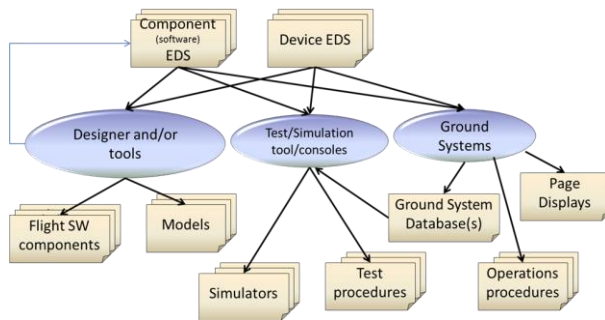 Component
(software)
EDS
Device EDS
Designer and/or
tools
Test/Simulation
tool/consoles
Ground
Systems
Flight SW
components
Models
Ground System
Database(s)
Page
Displays
Simulators
Test
procedures
Operations
procedures